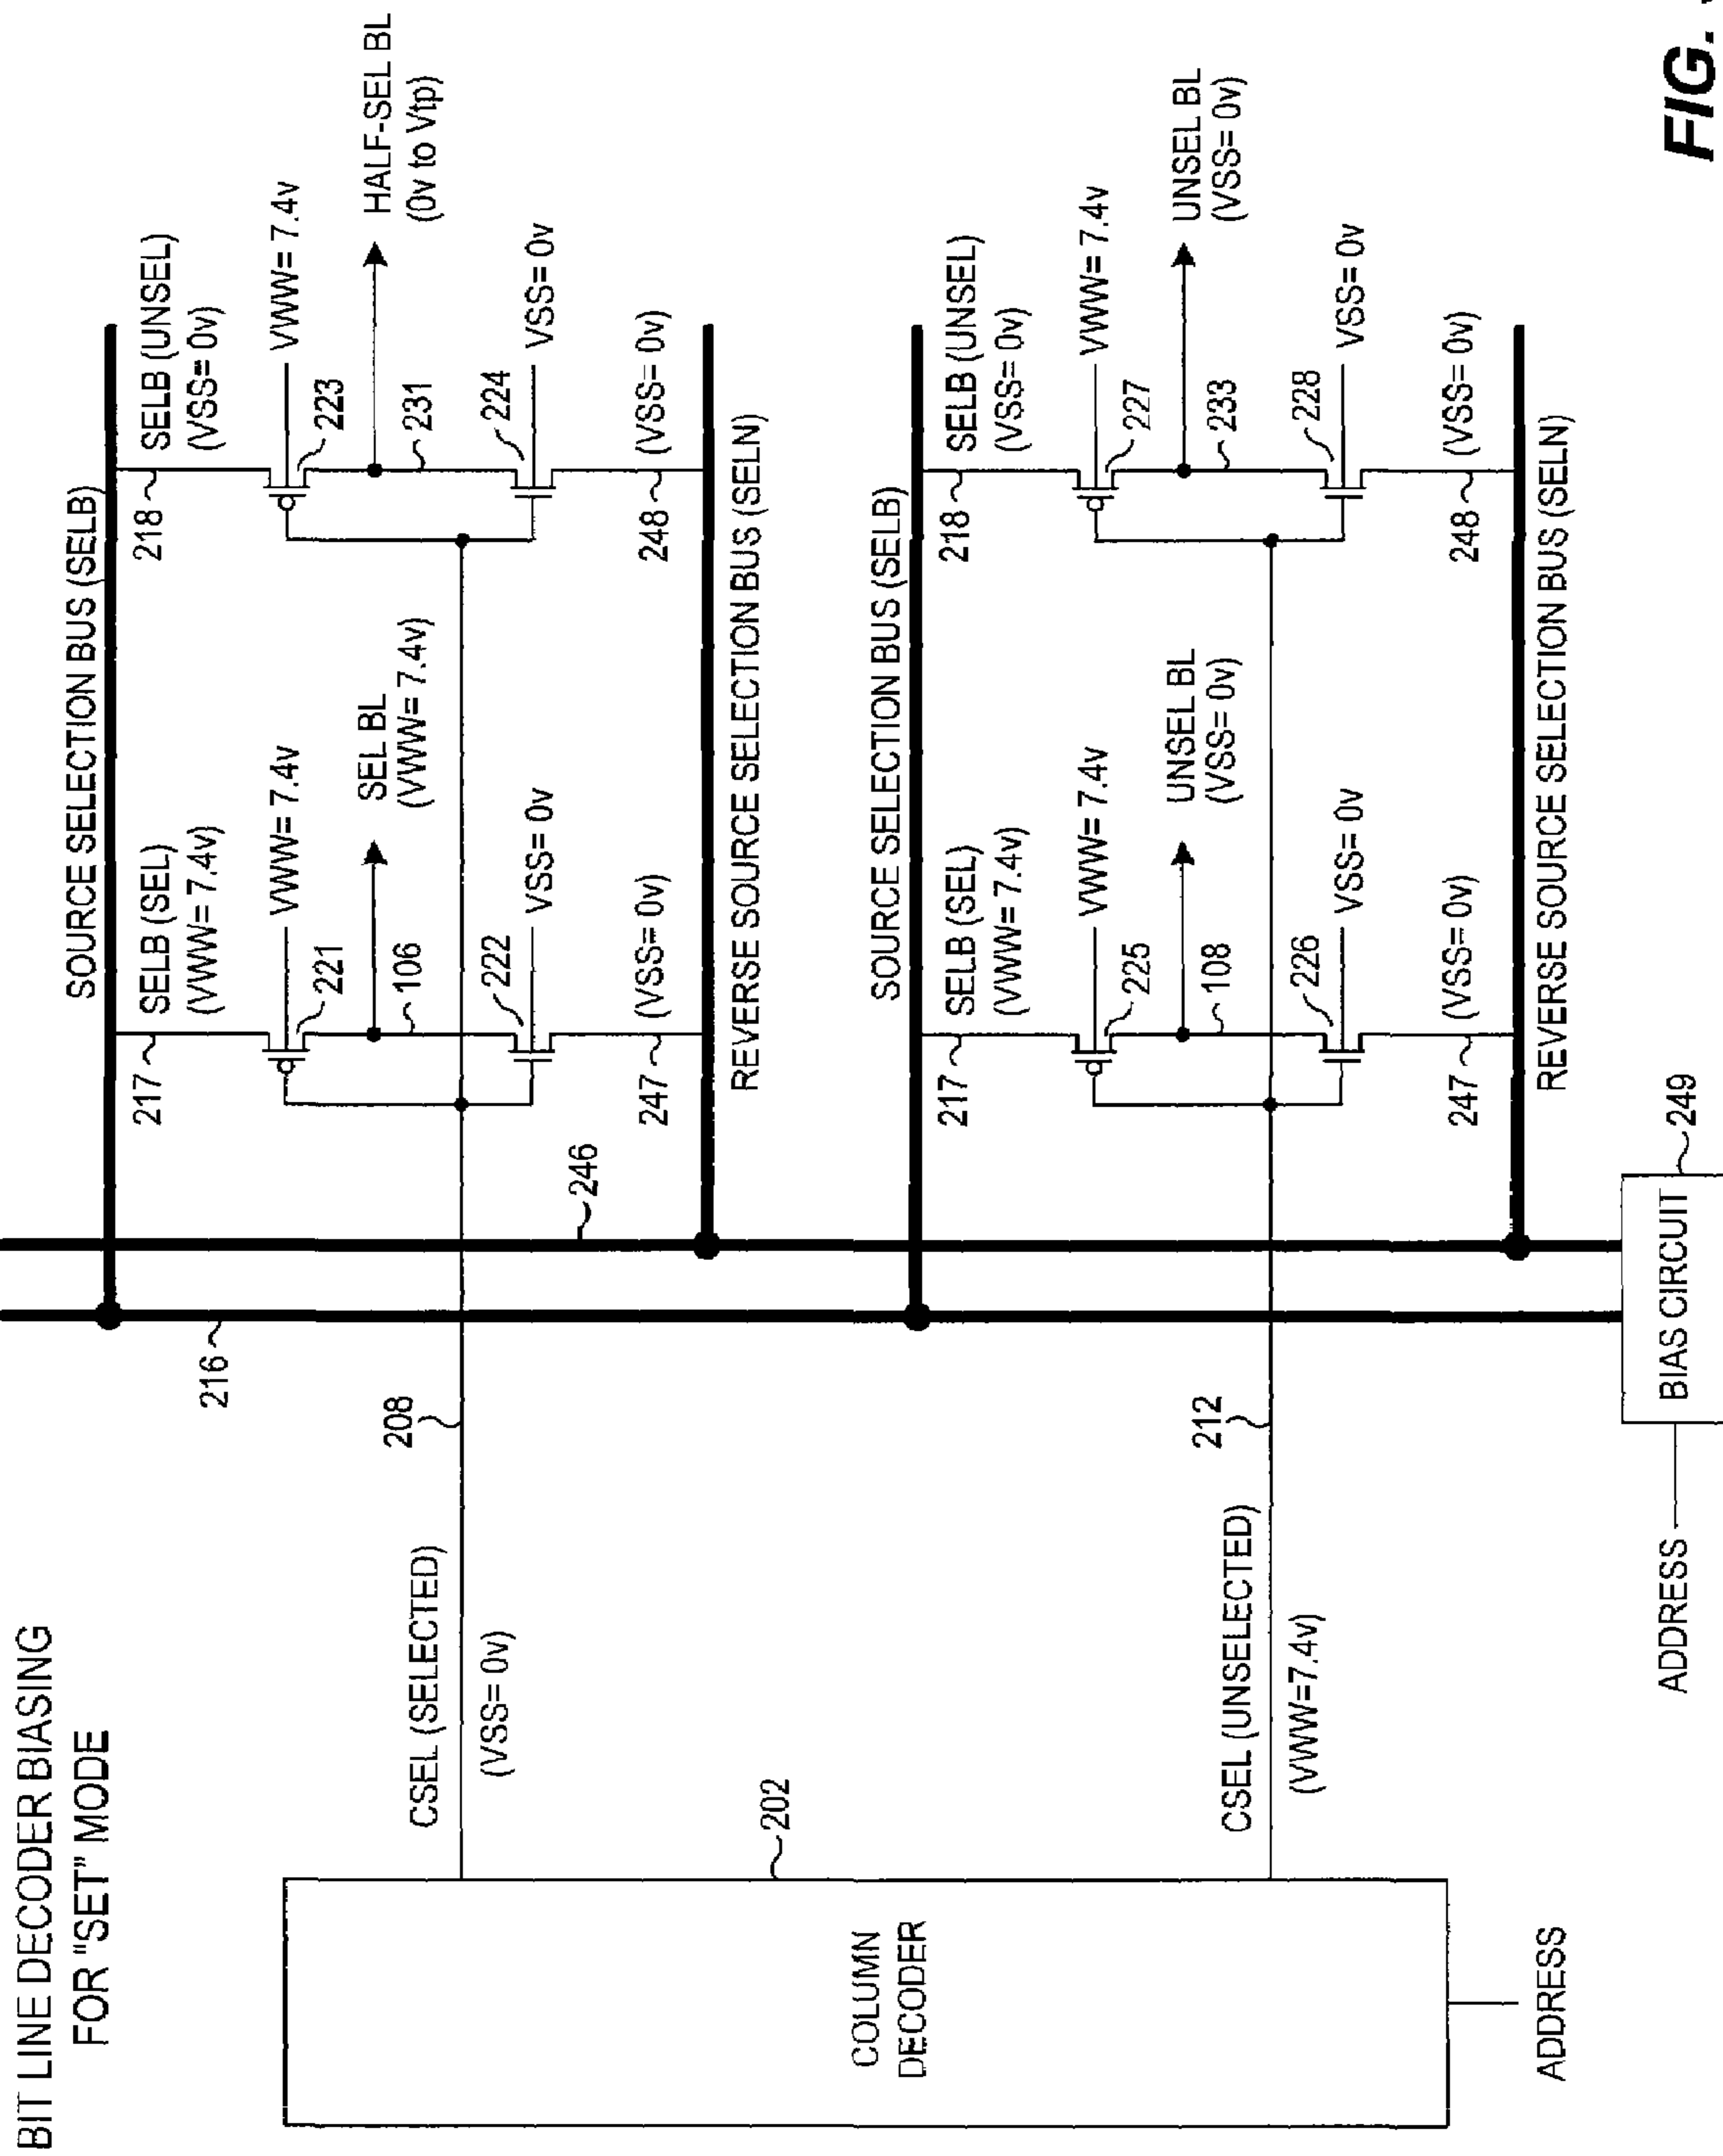 BIT LINE DECODER BIASING
FOR "SET" MODE
SOURCE SELECTION BUS (SELB)
217
SELB (SEL)
(VWW= 7.4v)
218
SELB (UNSEL)
(VSS= 0v)
VWW= 7.4v
221
VWW= 7.4v
223
SEL BL
(VWW= 7.4v)
HALF-SEL BL
(0v to Vtp)
106
231
216
208
CSEL (SELECTED)
(VSS= 0v)
222
VSS= 0v
224
VSS= 0v
246
247
(VSS= 0v)
248
(VSS= 0v)
REVERSE SOURCE SELECTION BUS (SELN)
202
COLUMN
DECODER
ADDRESS
SOURCE SELECTION BUS (SELB)
217
SELB (SEL)
(VWW= 7.4v)
218
SELB (UNSEL)
(VSS= 0v)
VWW= 7.4v
225
VWW= 7.4v
227
UNSEL BL
(VSS= 0v)
UNSEL BL
(VSS= 0v)
108
233
212
CSEL (UNSELECTED)
(VWW=7.4v)
226
VSS= 0v
228
VSS= 0v
247
(VSS= 0v)
248
(VSS= 0v)
REVERSE SOURCE SELECTION BUS (SELN)
BIAS CIRCUIT
249
ADDRESS
FIG.